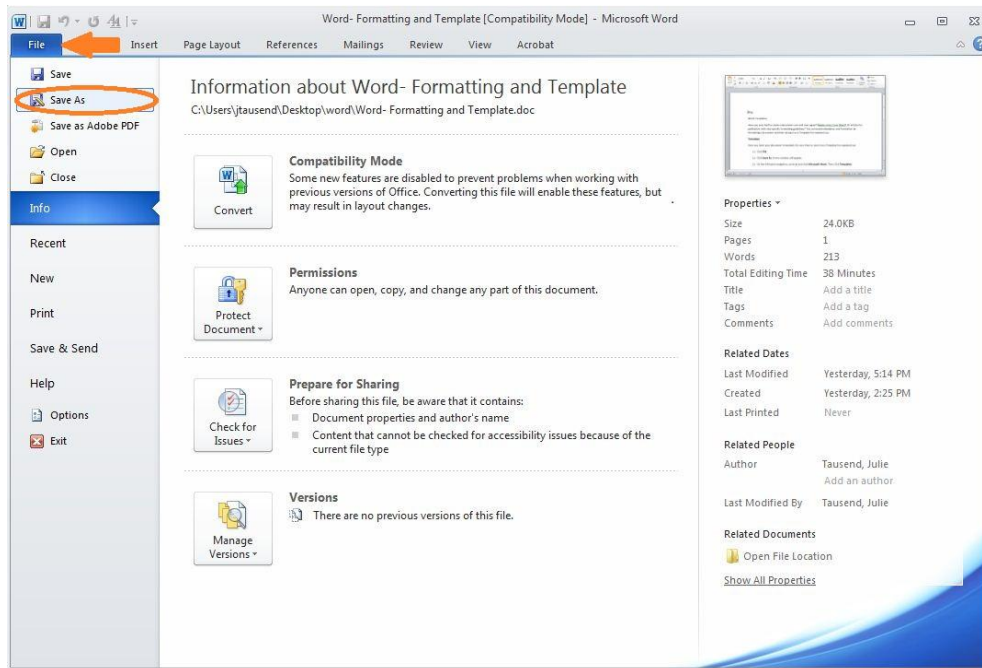 Word- Formatting and Template [Compatibility Mode] - Microsoft Word
File Insert Page Layout References Mailings Review View Acrobat
Save
Save As
Save as Adobe PDF
Open
Close
Info
Recent
New
Print
Save & Send
Help
Options
Exit
Information about Word- Formatting and Template
C:\Users\jtausend\Desktop\word\Word- Formatting and Template.doc
Convert
Compatibility Mode
Some new features are disabled to prevent problems when working with
previous versions of Office. Converting this file will enable these features, but
may result in layout changes.
Protect
Document
Permissions
Anyone can open, copy, and change any part of this document.
Check for
Issues
Prepare for Sharing
Before sharing this file, be aware that it contains:
Document properties and author's name
Content that cannot be checked for accessibility issues because of the
current file type
Manage
Versions
Versions
There are no previous versions of this file.
Properties
Size 24.0KB
Pages 1
Words 213
Total Editing Time 38 Minutes
Title Add a title
Tags Add a tag
Comments Add comments
Related Dates
Last Modified Yesterday, 5:14 PM
Created Yesterday, 2:25 PM
Last Printed Never
Related People
Author Tausend, Julie
Add an author
Last Modified By Tausend, Julie
Related Documents
Open File Location
Show All Properties